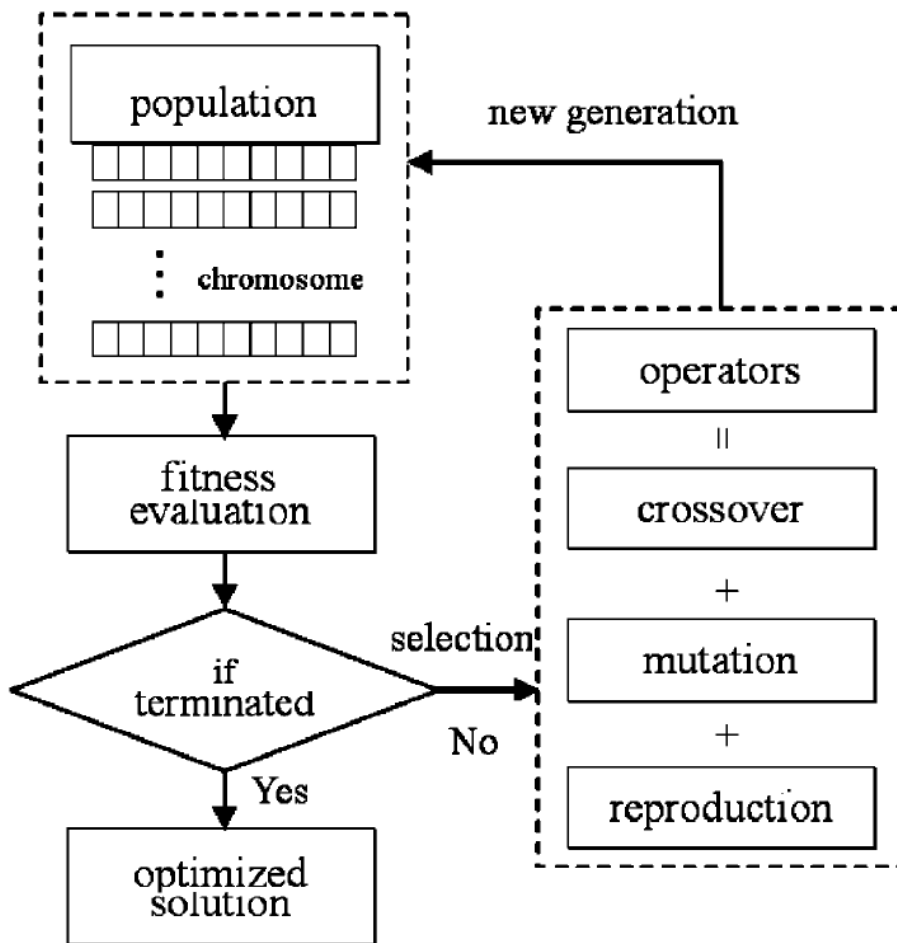 population
new generation
chromosome
operators
=
crossover
fitness
evaluation
+
selection
mutation
if
terminated
No
+
Yes
reproduction
optimized
solution